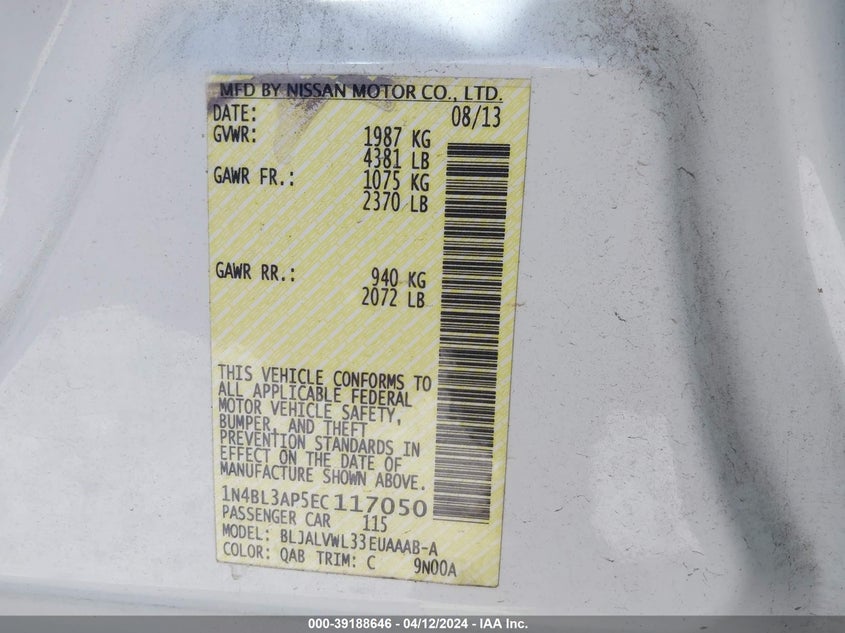 MFD BY NISSAN MOTOR CO., LTD.
DATE: 08/13
GVWR: 1987 KG
4381 LB
GAWR FR.: 1075 KG
2370 LB
GAWR RR.: 940 KG
2072 LB
THIS VEHICLE CONFORMS TO
ALL APPLICABLE FEDERAL
MOTOR VEHICLE SAFETY,
BUMPER, AND THEFT
PREVENTION STANDARDS IN
EFFECT ON THE DATE OF
MANUFACTURE SHOWN ABOVE.
1N4BL3AP5EC117050
PASSENGER CAR 115
MODEL: BLJALVWL33EUAAAB-A
COLOR: QAB TRIM: C 9N00A
000-39188646 - 04/12/2024 - IAA Inc.